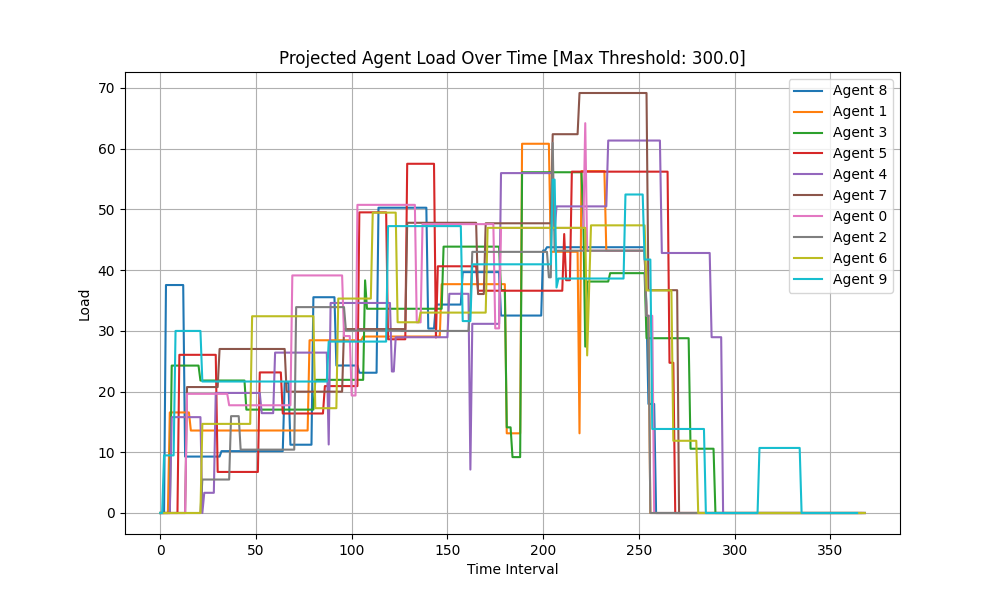 Projected Agent Load Over Time [Max Threshold: 300.0]
Load
70
60
50
40
30
20
10
0
0 50 100 150 200 250 300 350
Time Interval
Agent 8
Agent 1
Agent 3
Agent 5
Agent 4
Agent 7
Agent 0
Agent 2
Agent 6
Agent 9